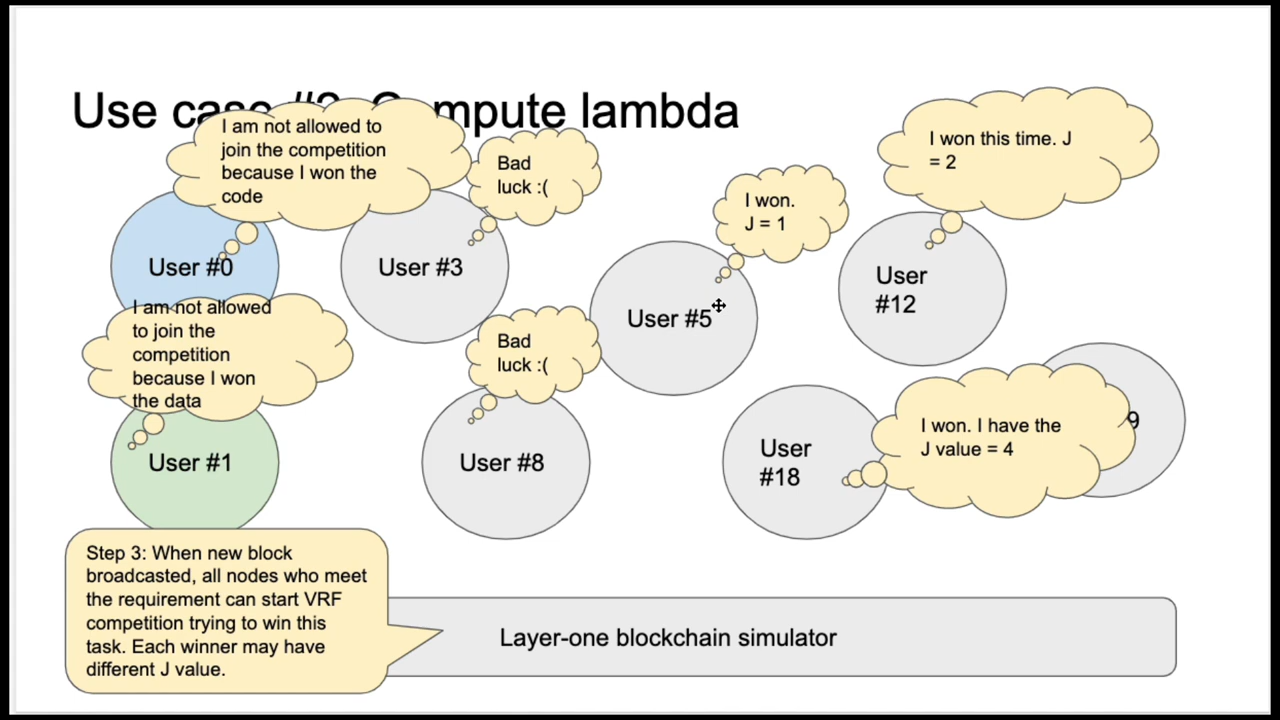 Use case #2: Compute lambda
I am not allowed to
join the competition
because I won the
code
Bad
luck :(
I won.
J = 1
I won this time. J
= 2
User #0
User #3
User #5
User
#12
I am not allowed
to join the
competition
because I won
the data
Bad
luck :(
I won. I have the
J value = 4
9
User #1
User #8
User
#18
Step 3: When new block
broadcasted, all nodes who meet
the requirement can start VRF
competition trying to win this
task. Each winner may have
different J value.
Layer-one blockchain simulator